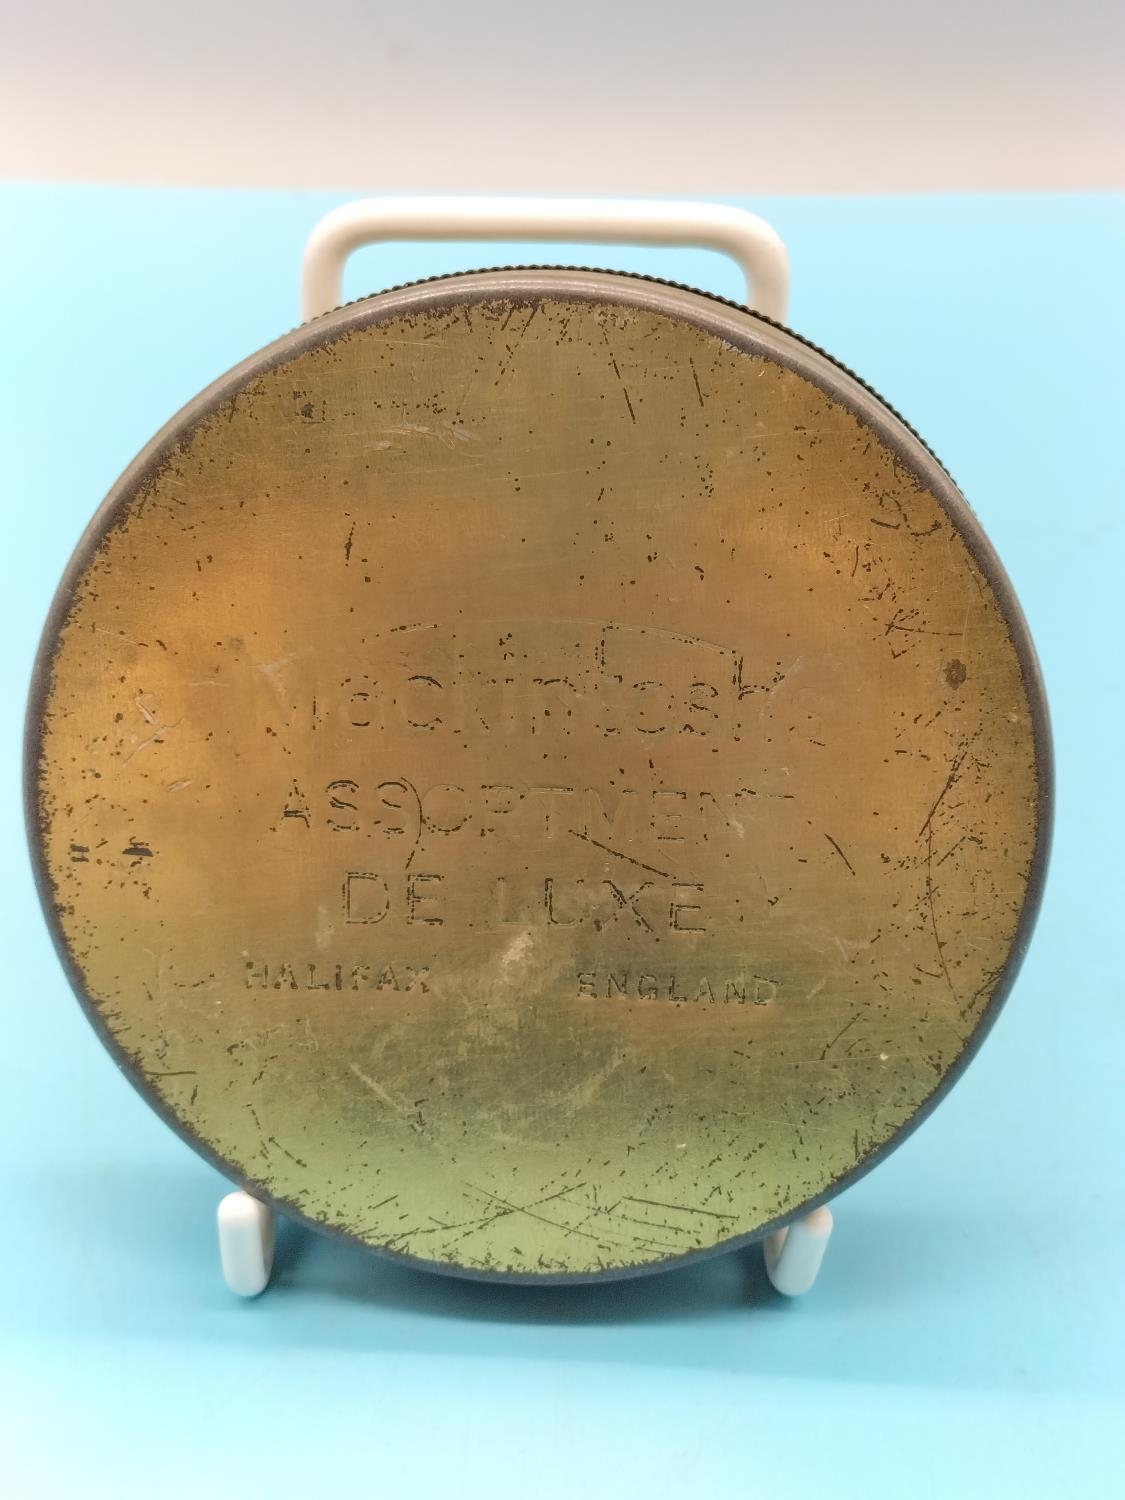 Mackintosh's
ASSORTMENT
DE LUXE
HALIFAX ENGLAND